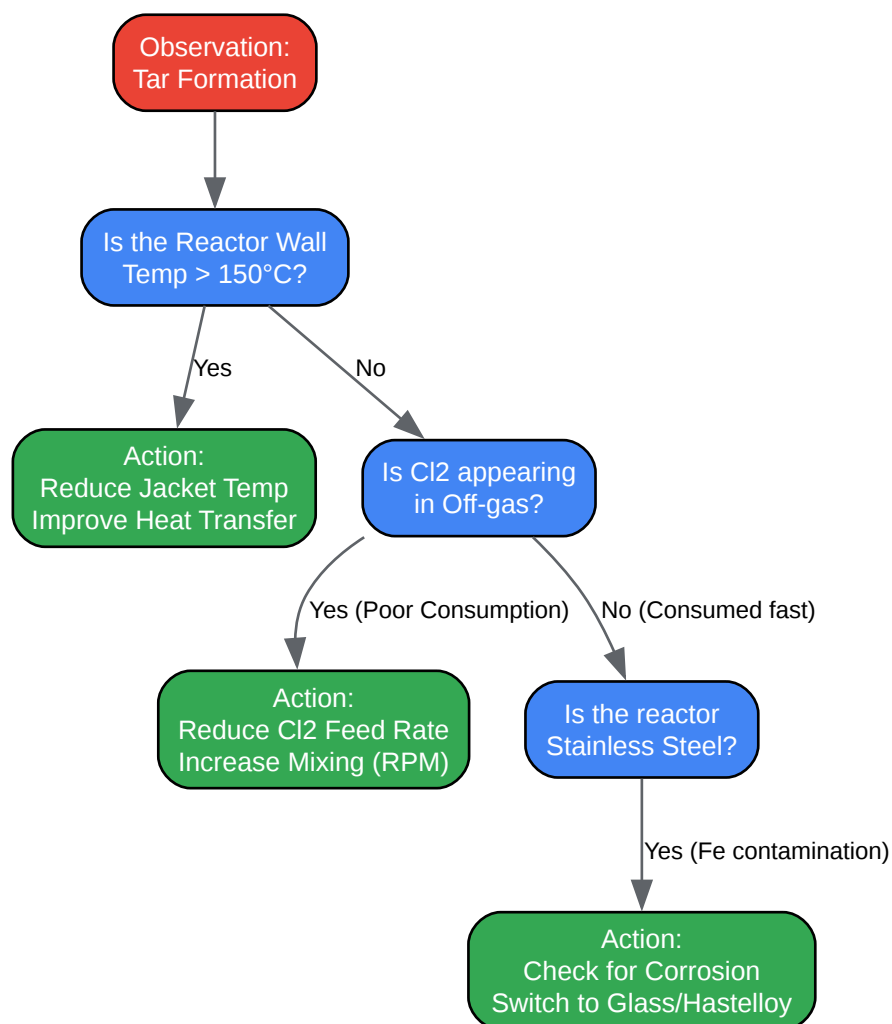 Observation:
Tar Formation
Is the Reactor Wall
Temp > 150°C?
Yes
No
Action:
Reduce Jacket Temp
Improve Heat Transfer
Is Cl2 appearing
in Off-gas?
Yes (Poor Consumption)
No (Consumed fast)
Action:
Reduce Cl2 Feed Rate
Increase Mixing (RPM)
Is the reactor
Stainless Steel?
Yes (Fe contamination)
Action:
Check for Corrosion
Switch to Glass/Hastelloy